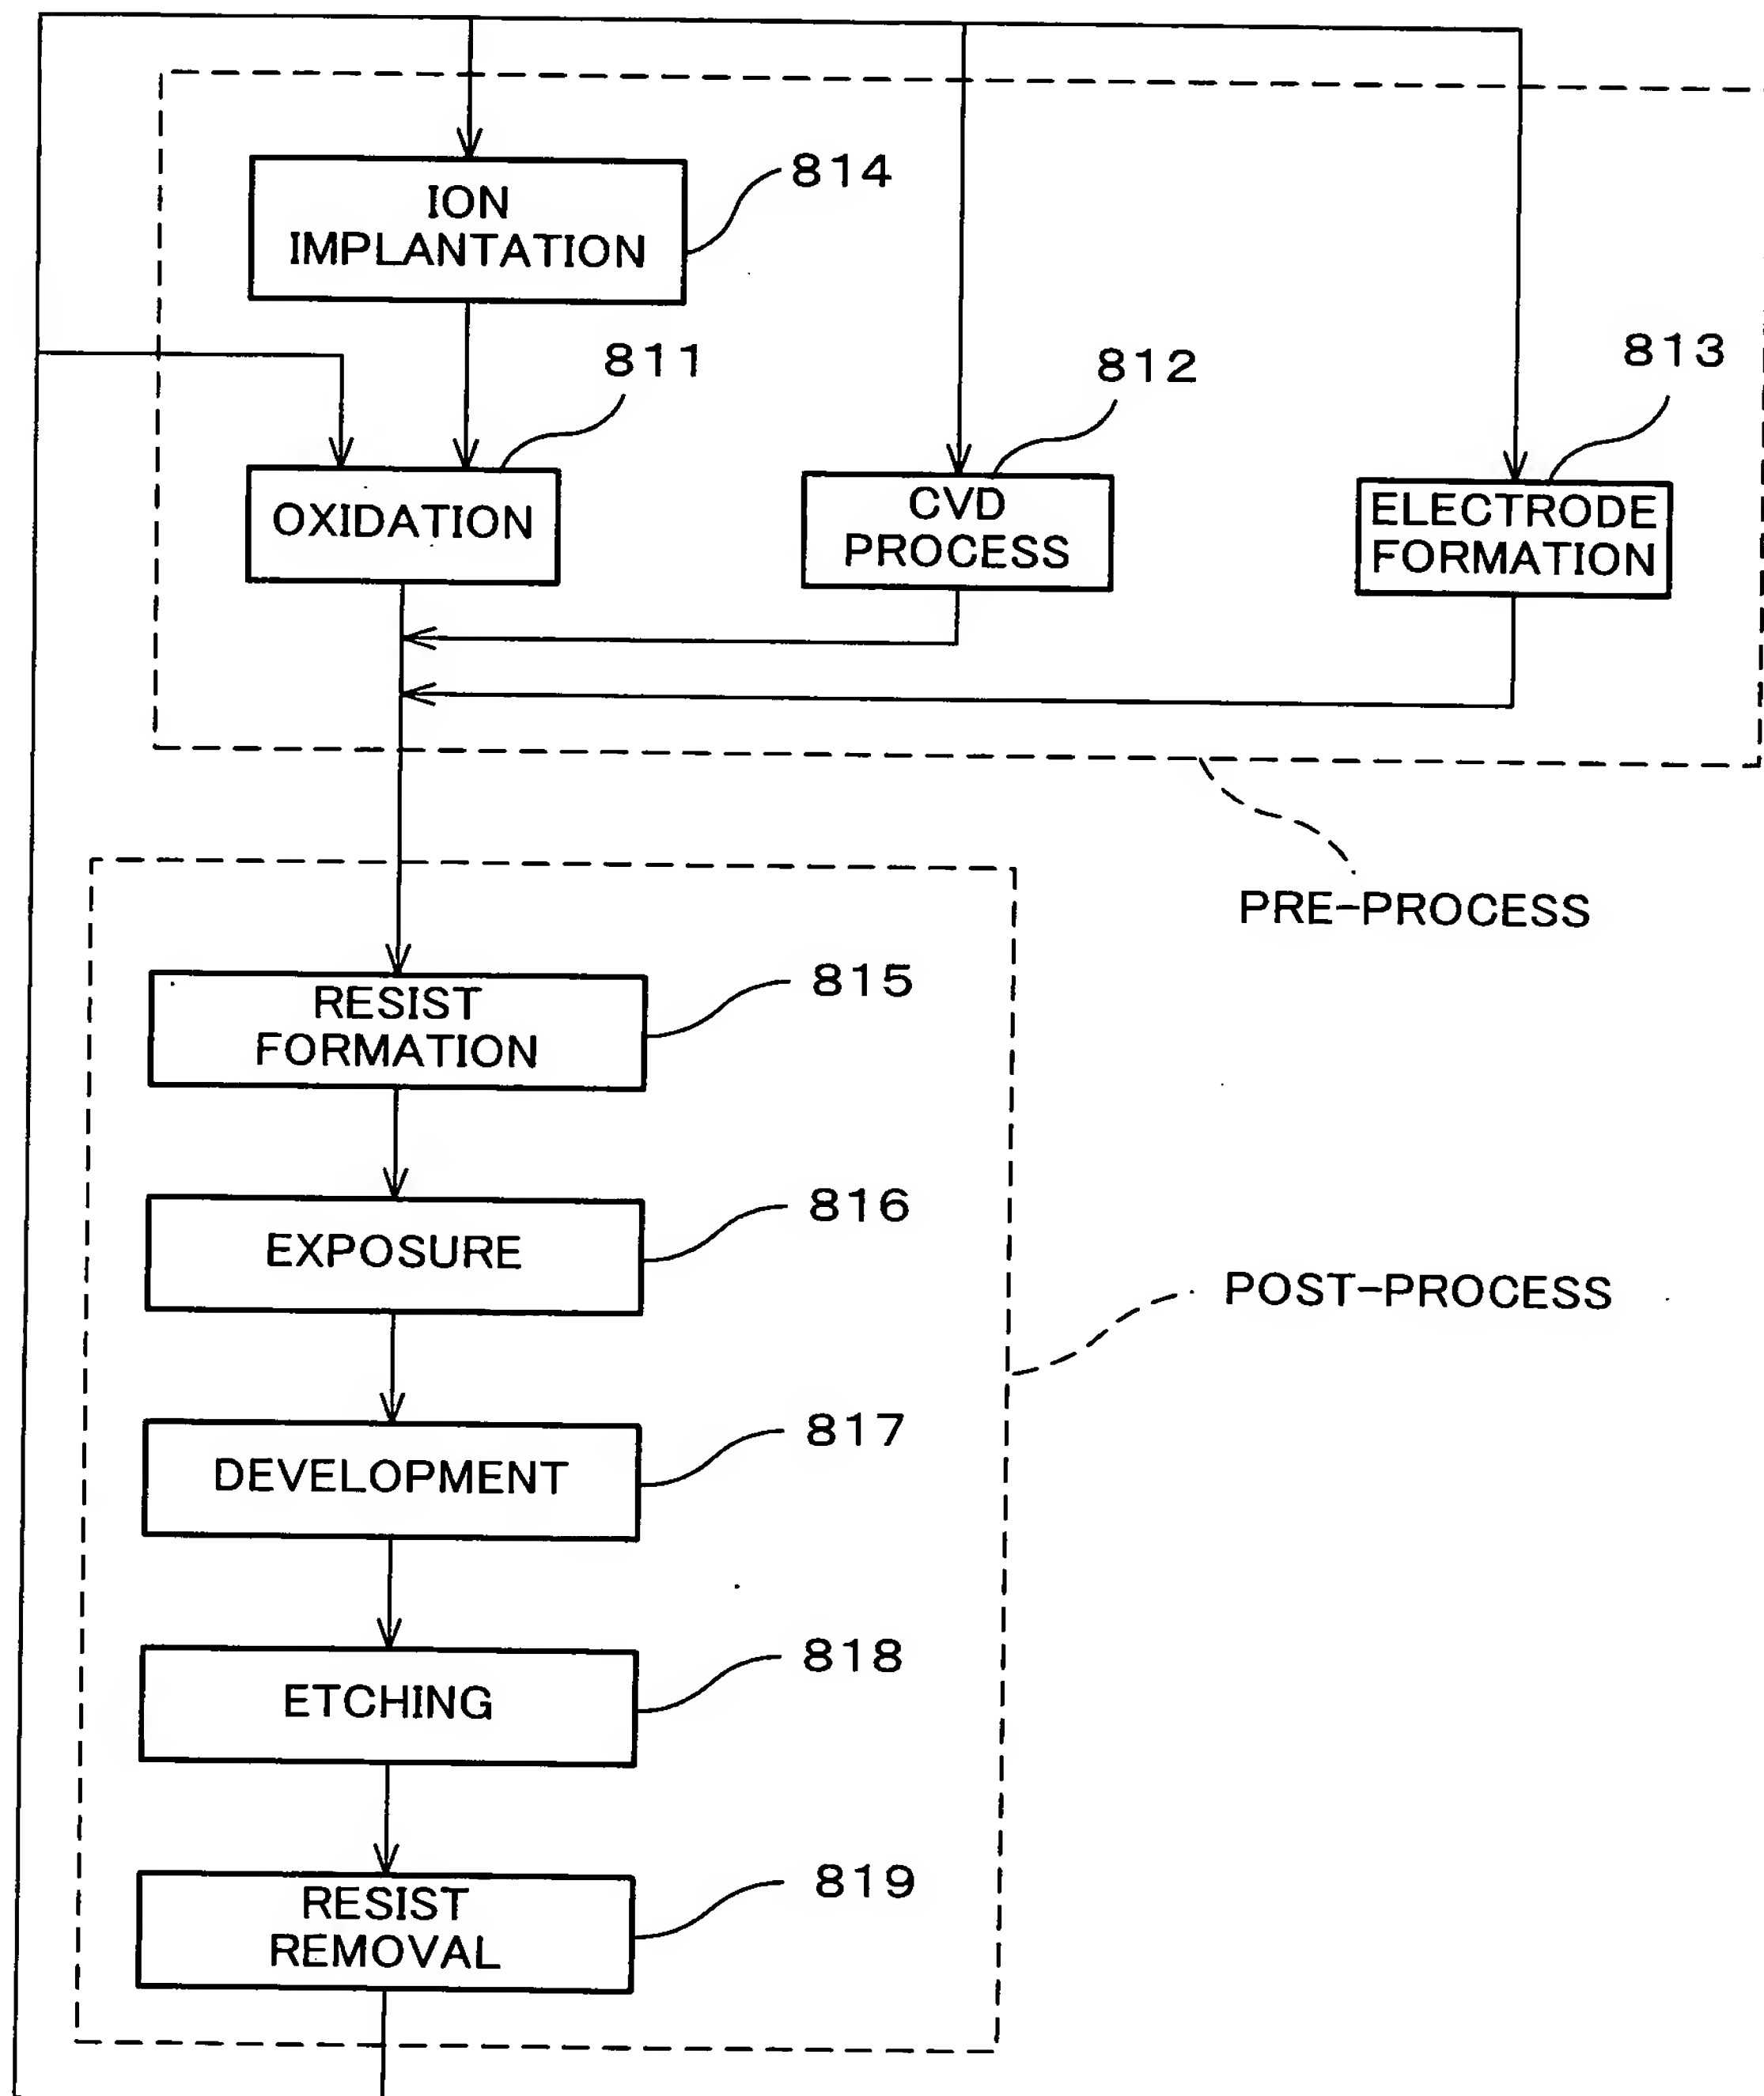 814
ION
IMPLANTATION
811
812
813
OXIDATION
CVD
PROCESS
ELECTRODE
FORMATION
PRE-PROCESS
815
RESIST
FORMATION
816
EXPOSURE
POST-PROCESS
817
DEVELOPMENT
818
ETCHING
819
RESIST
REMOVAL